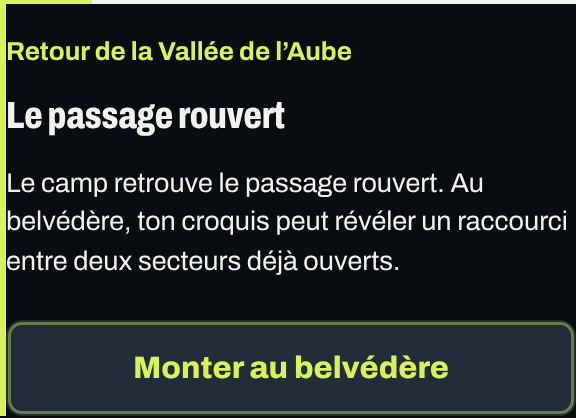 Retour de la Vallée de l’Aube
Le passage rouvert
Le camp retrouve le passage rouvert. Au
belvédère, ton croquis peut révéler un raccourci
entre deux secteurs déjà ouverts.
Monter au belvédère